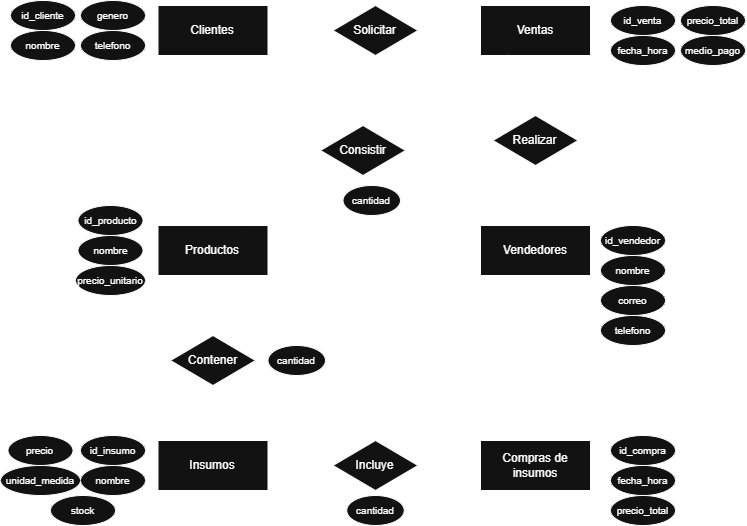 id_cliente
genero
nombre
telefono
Clientes
Solicitar
Ventas
id_venta
precio_total
fecha_hora
medio_pago
Consistir
cantidad
Realizar
id_producto
nombre
precio_unitario
Productos
Vendedores
id_vendedor
nombre
correo
telefono
Contener
cantidad
precio
id_insumo
unidad_medida
nombre
stock
Insumos
Incluye
cantidad
Compras de
insumos
id_compra
fecha_hora
precio_total